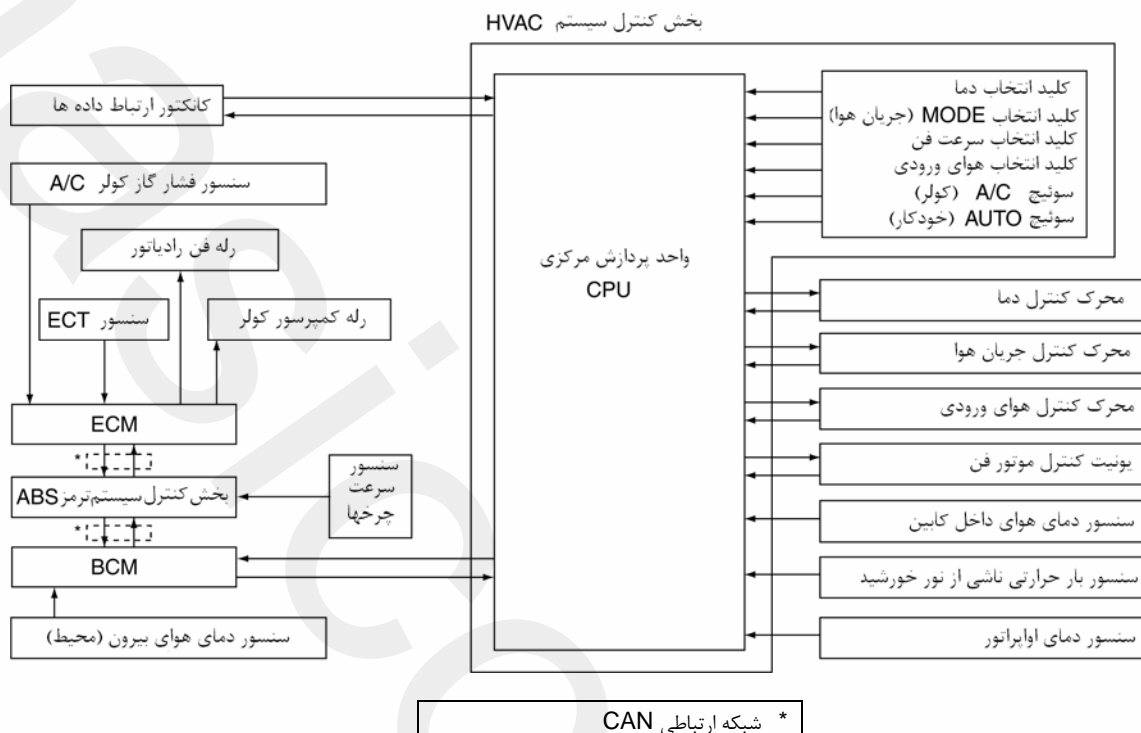 بخش کنترل سیستم HVAC
کلید انتخاب دما
کلید انتخاب MODE (جریان هوا)
کلید انتخاب سرعت فن
کلید انتخاب هوای ورودی
سوئیچ A/C (کولر)
سوئیچ AUTO (خودکار)
واحد پردازش مرکزی
CPU
محرک کنترل دما
محرک کنترل جریان هوا
محرک کنترل هوای ورودی
یونیت کنترل موتور فن
سنسور دمای هوای داخل کابین
سنسور بار حرارتی ناشی از نور خورشید
سنسور دمای اواپراتور
کانکتور ارتباط داده ها
سنسور فشار گاز کولر A/C
رله فن رادیاتور
رله کمپرسور کولر
سنسور ECT
ECM
*
بخش کنترل سیستم ترمز ABS
سنسور
سرعت
چرخها
*
BCM
سنسور دمای هوای بیرون (محیط)
* شبکه ارتباطی CAN